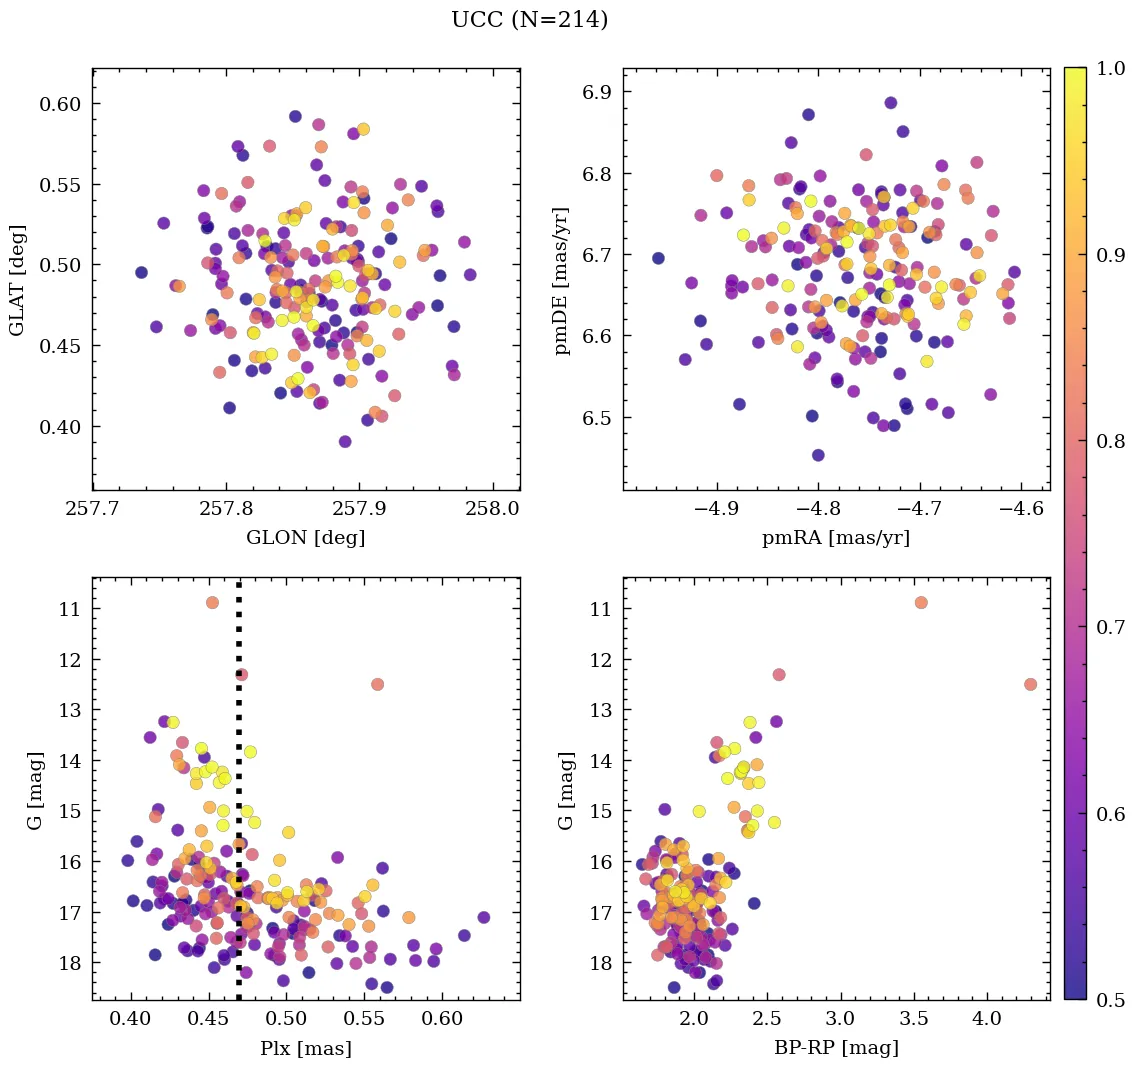 UCC (N=214)
0.60
0.55
0.50
0.45
0.40
GLAT [deg]
257.7 257.8 257.9 258.0
GLON [deg]
6.9
6.8
6.7
6.6
6.5
pmDE [mas/yr]
−4.9 −4.8 −4.7 −4.6
pmRA [mas/yr]
11
12
13
14
15
16
17
18
G [mag]
0.40 0.45 0.50 0.55 0.60
Plx [mas]
11
12
13
14
15
16
17
18
G [mag]
2.0 2.5 3.0 3.5 4.0
BP-RP [mag]
1.0
0.9
0.8
0.7
0.6
0.5